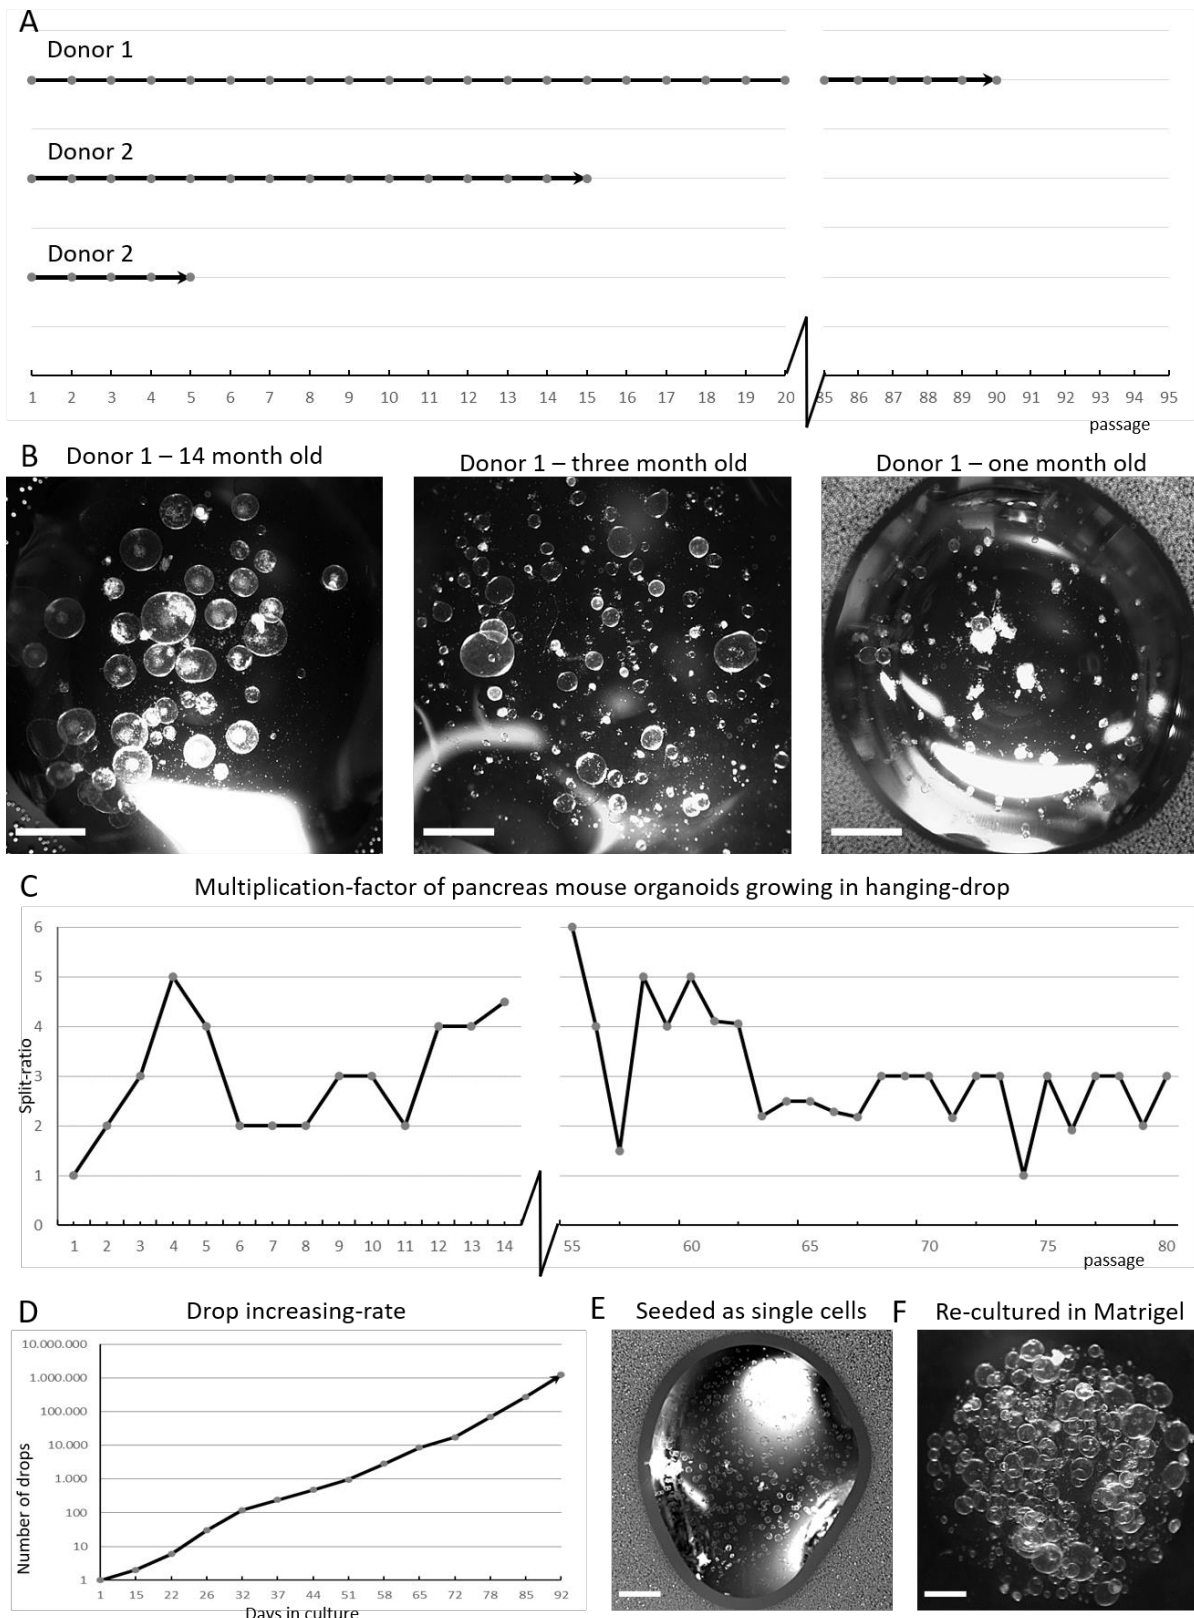 A
Donor 1
Donor 2
Donor 2
1 2 3 4 5 6 7 8 9 10 11 12 13 14 15 16 17 18 19 20 85 86 87 88 89 90 91 92 93 94 95
passage
B
Donor 1 – 14 month old
Donor 1 – three month old
Donor 1 – one month old
C
Multiplication-factor of pancreas mouse organoids growing in hanging-drop
Split-ratio
6
5
4
3
2
1
0
1 2 3 4 5 6 7 8 9 10 11 12 13 14 55 60 65 70 75 80
passage
D
Drop increasing-rate
Number of drops
10.000.000
1.000.000
100.000
10.000
1.000
100
10
1
1 15 22 26 32 37 44 51 58 65 72 78 85 92
Days in culture
E
Seeded as single cells
F
Re-cultured in Matrigel